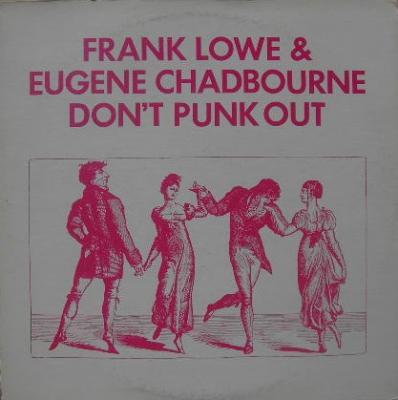 FRANK LOWE &
EUGENE CHADBOURNE
DON'T PUNK OUT